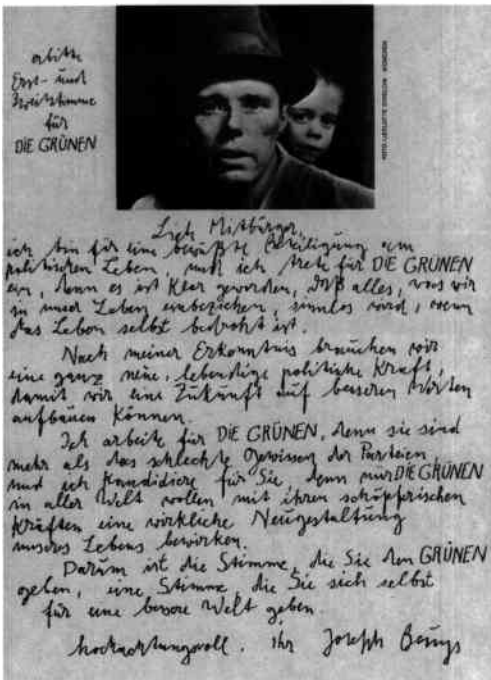 erbitte
Erst- und
Zweitstimme
für
DIE GRÜNEN
Liebe Mitbürger,
ich bin für eine bewußte Beteiligung am
politischen Leben, und ich trete für DIE GRÜNEN
ein, denn es ist klar geworden, daß alles, was wir
in unser Leben einbeziehen, sinnlos wird, wenn
das Leben selbst bedroht ist.
Nach meiner Erkenntnis brauchen wir
eine ganz neue, lebendige politische Kraft,
damit wir eine Zukunft auf besseren Werten
aufbauen können.
Ich arbeite für DIE GRÜNEN, denn sie sind
mehr als das schlechte Gewissen der Parteien,
und ich kandidiere für Sie, denn nur DIE GRÜNEN
in aller Welt wollen mit ihren schöpferischen
Kräften eine wirkliche Neugestaltung
unseres Lebens bewirken.
Darum ist die Stimme, die Sie den GRÜNEN
geben, eine Stimme, die Sie sich selbst
für eine bessere Welt geben.
hochachtungsvoll. Ihr Joseph Beuys